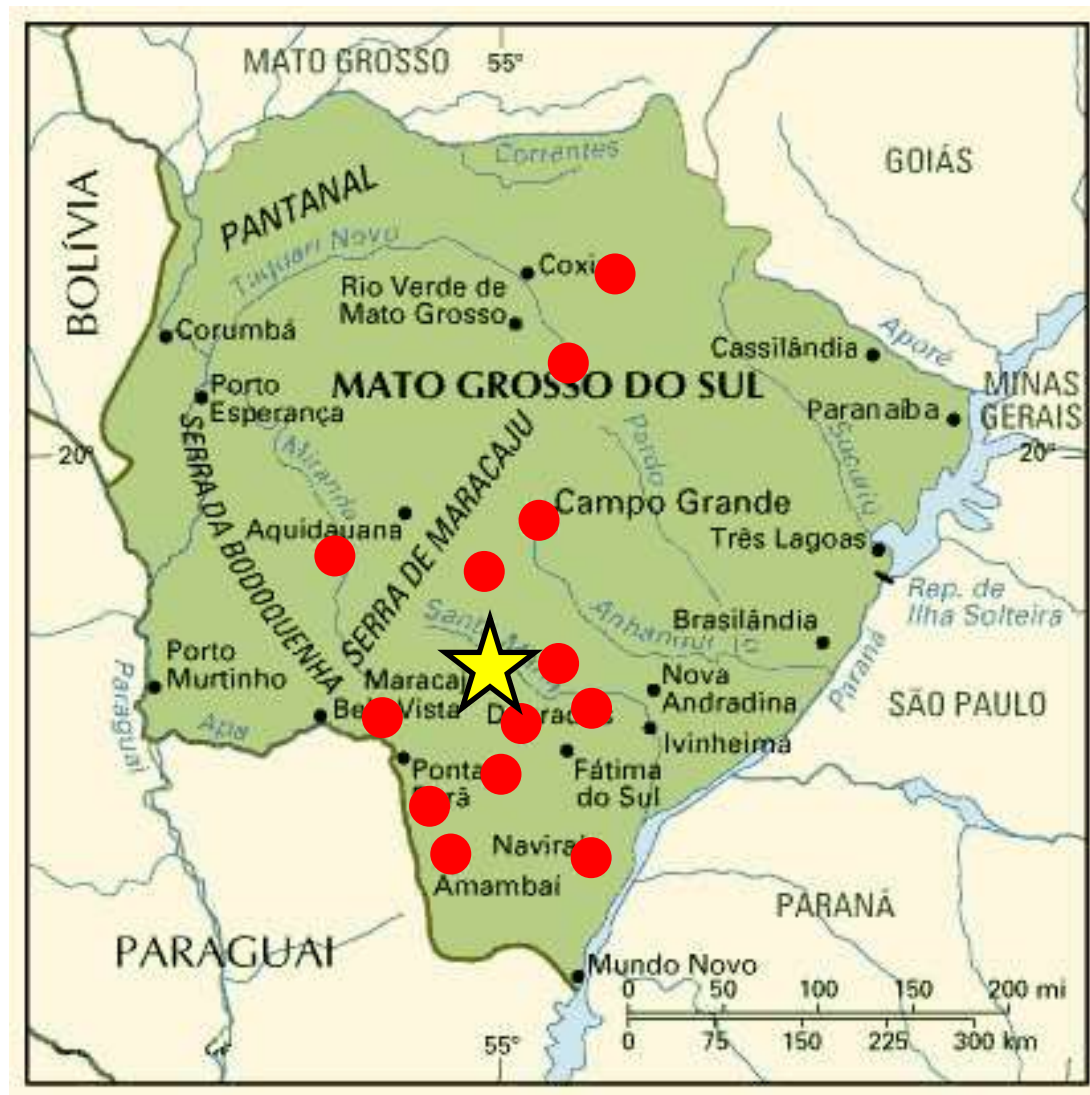 MATO GROSSO
55°
GOIÁS
BOLÍVIA
PANTANAL
Correntes
Taquari Novo
Coxi
Rio Verde de
Mato Grosso
Corumbá
Aporé
Cassilândia
Porto
Esperança
MATO GROSSO DO SUL
MINAS
GERAIS
Paranaíba
20°
20°
Miranda
SERRA DA BODOQUENHA
SERRA DE MARACAJU
Pardo
Sucuriú
Campo Grande
Aquidauana
Três Lagoas
Rep. de
Ilha Solteira
Brasilândia
Porto
Murtinho
Paraguai
Apa
Nova
Andradina
Paraná
SÃO PAULO
Ivinheima
Ponta
Fátima
do Sul
Amambaí
PARANÁ
PARAGUAI
Mundo Novo
0 50 100 150 200 mi
0 75 150 225 300 km
55°